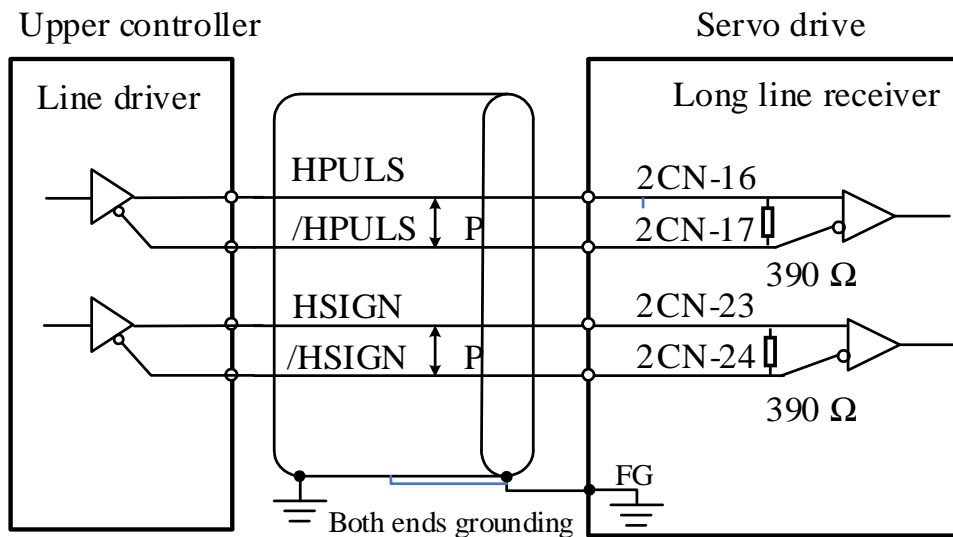 Upper controller
Servo drive
Line driver
Long line receiver
HPULS
2CN-16
/HPULS
P
2CN-17
390 Ω
HSIGN
2CN-23
/HSIGN
P
2CN-24
390 Ω
FG
Both ends grounding